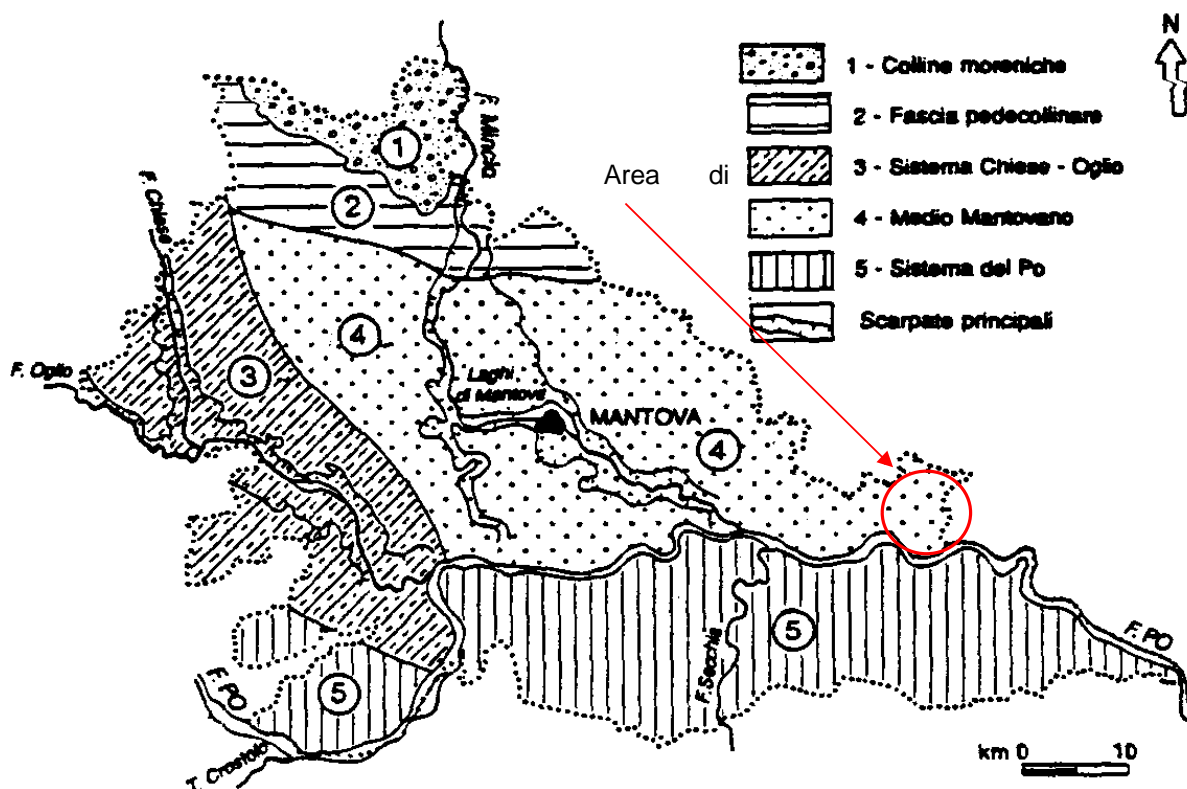 N
1 - Colline moreniche
2 - Fascia pedecollinare
Area di
3 - Sistema Chiese - Oglio
4 - Medio Mantovano
5 - Sistema del Po
Scarpate principali
F. Mincio
1
2
F. Chiese
4
3
F. Oglio
Laghi
di Mantova
MANTOVA
4
5
F. Secchia
F. PO
5
F. PO
T. Crostolo
km 0 10